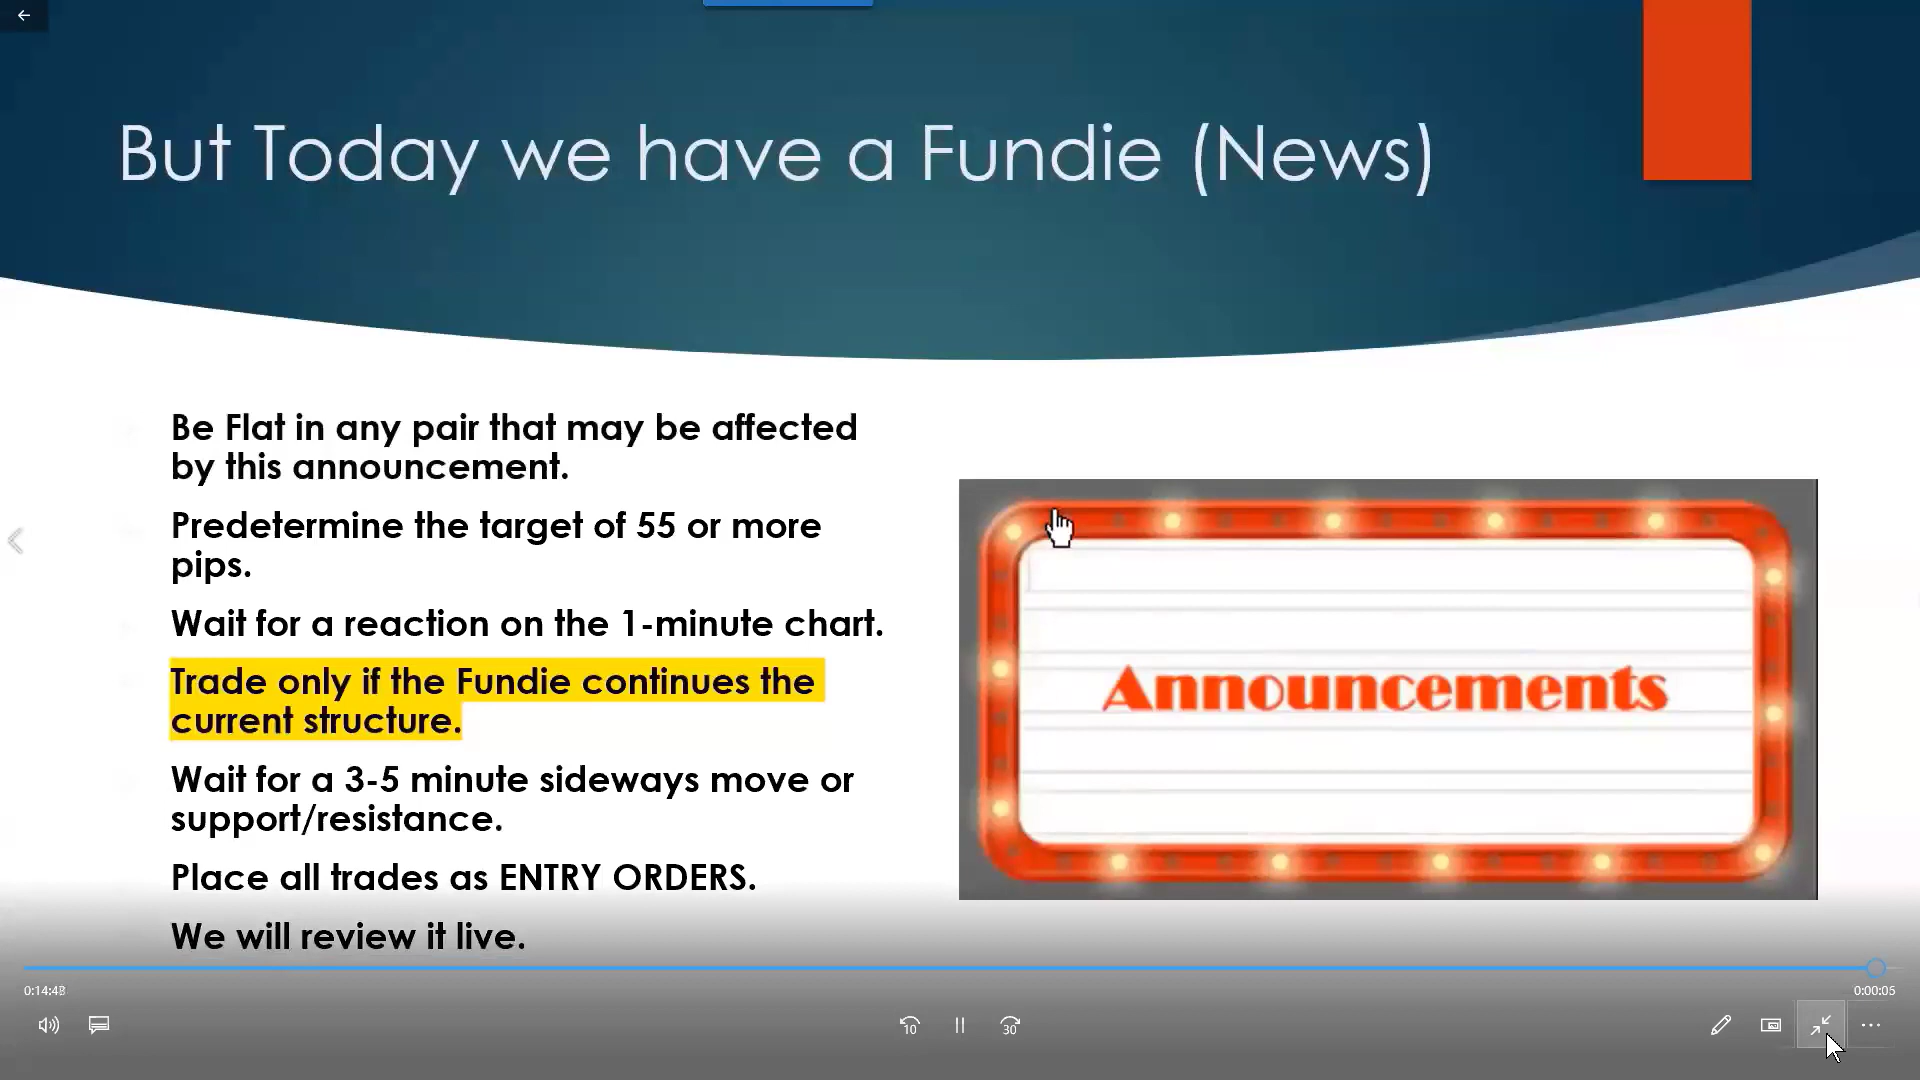 But Today we have a Fundie (News)
Be Flat in any pair that may be affected
by this announcement.
Predetermine the target of 55 or more
pips.
Wait for a reaction on the 1-minute chart.
Trade only if the Fundie continues the
current structure.
Wait for a 3-5 minute sideways move or
support/resistance.
Place all trades as ENTRY ORDERS.
We will review it live.
Announcements
0:00:05
10
30